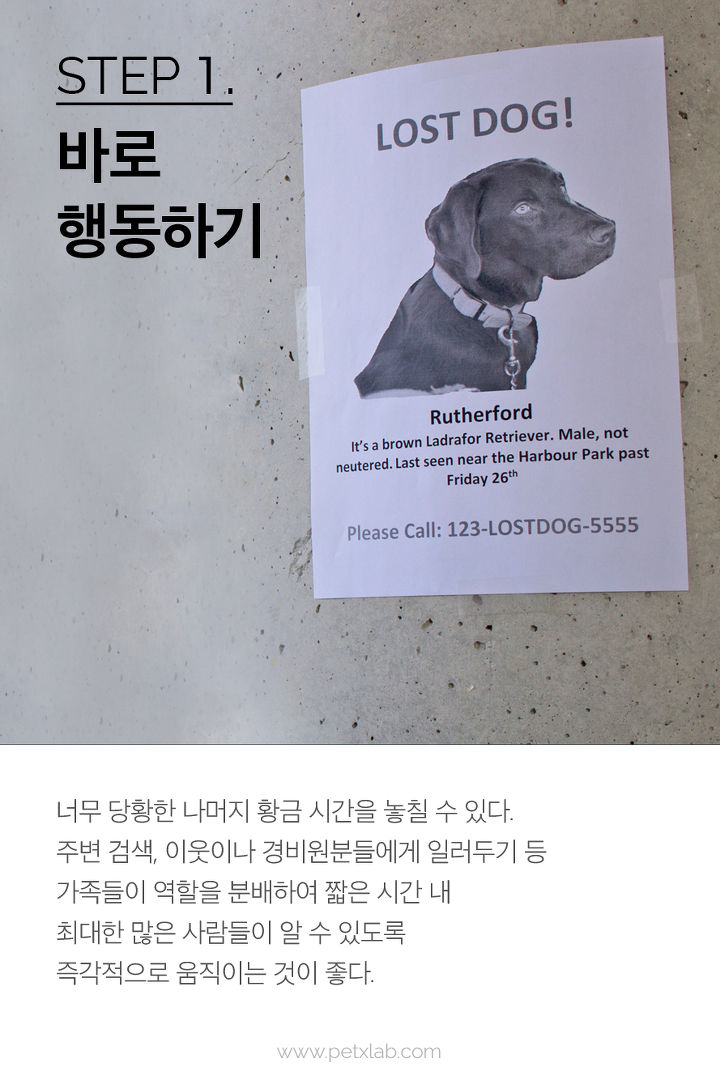 STEP 1.
바로
행동하기
LOST DOG!
Rutherford
It's a brown Ladrafor Retriever. Male, not
neutered. Last seen near the Harbour Park past
Friday 26th
Please Call: 123-LOSTDOG-5555
너무 당황한 나머지 황금 시간을 놓칠 수 있다.
주변 검색, 이웃이나 경비원분들에게 일러두기 등
가족들이 역할을 분배하여 짧은 시간 내
최대한 많은 사람들이 알 수 있도록
즉각적으로 움직이는 것이 좋다.
www.petxlab.com